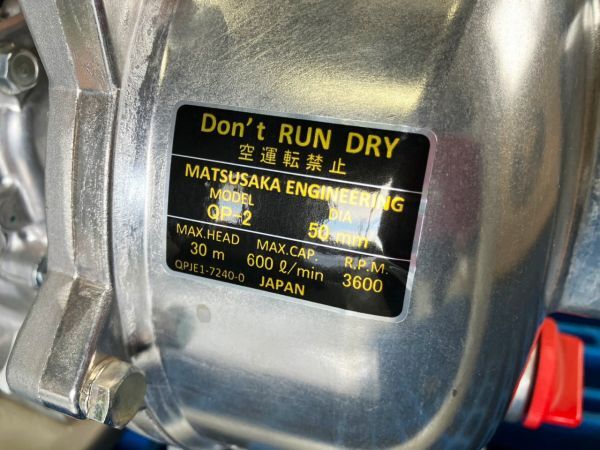 Don't RUN DRY
空運転禁止
MATSUSAKA ENGINEERING
MODEL DIA
QP-2 50 mm
MAX.HEAD MAX.CAP. R.P.M.
30 m 600 ℓ/min 3600
QPJE1-7240-0 JAPAN